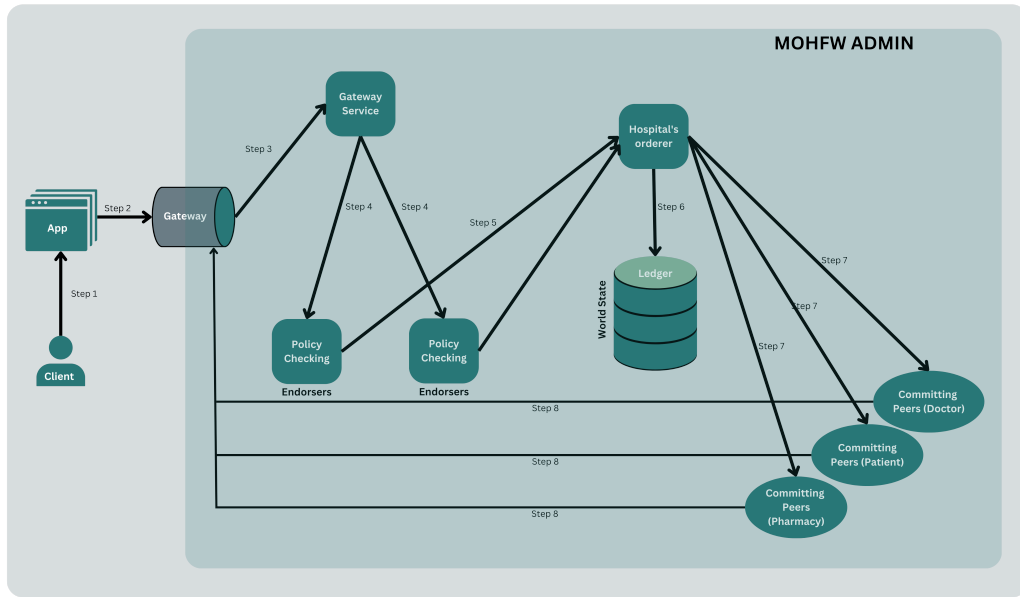 MOHFW ADMIN
Gateway
Service
Hospital's
orderer
Step 3
Step 2
Gateway
App
Step 4
Step 4
Step 5
Step 6
Step 7
Step 7
Step 7
Step 1
Ledger
World State
Client
Policy
Checking
Endorsers
Policy
Checking
Endorsers
Committing
Peers (Doctor)
Step 8
Committing
Peers (Patient)
Step 8
Committing
Peers
(Pharmacy)
Step 8